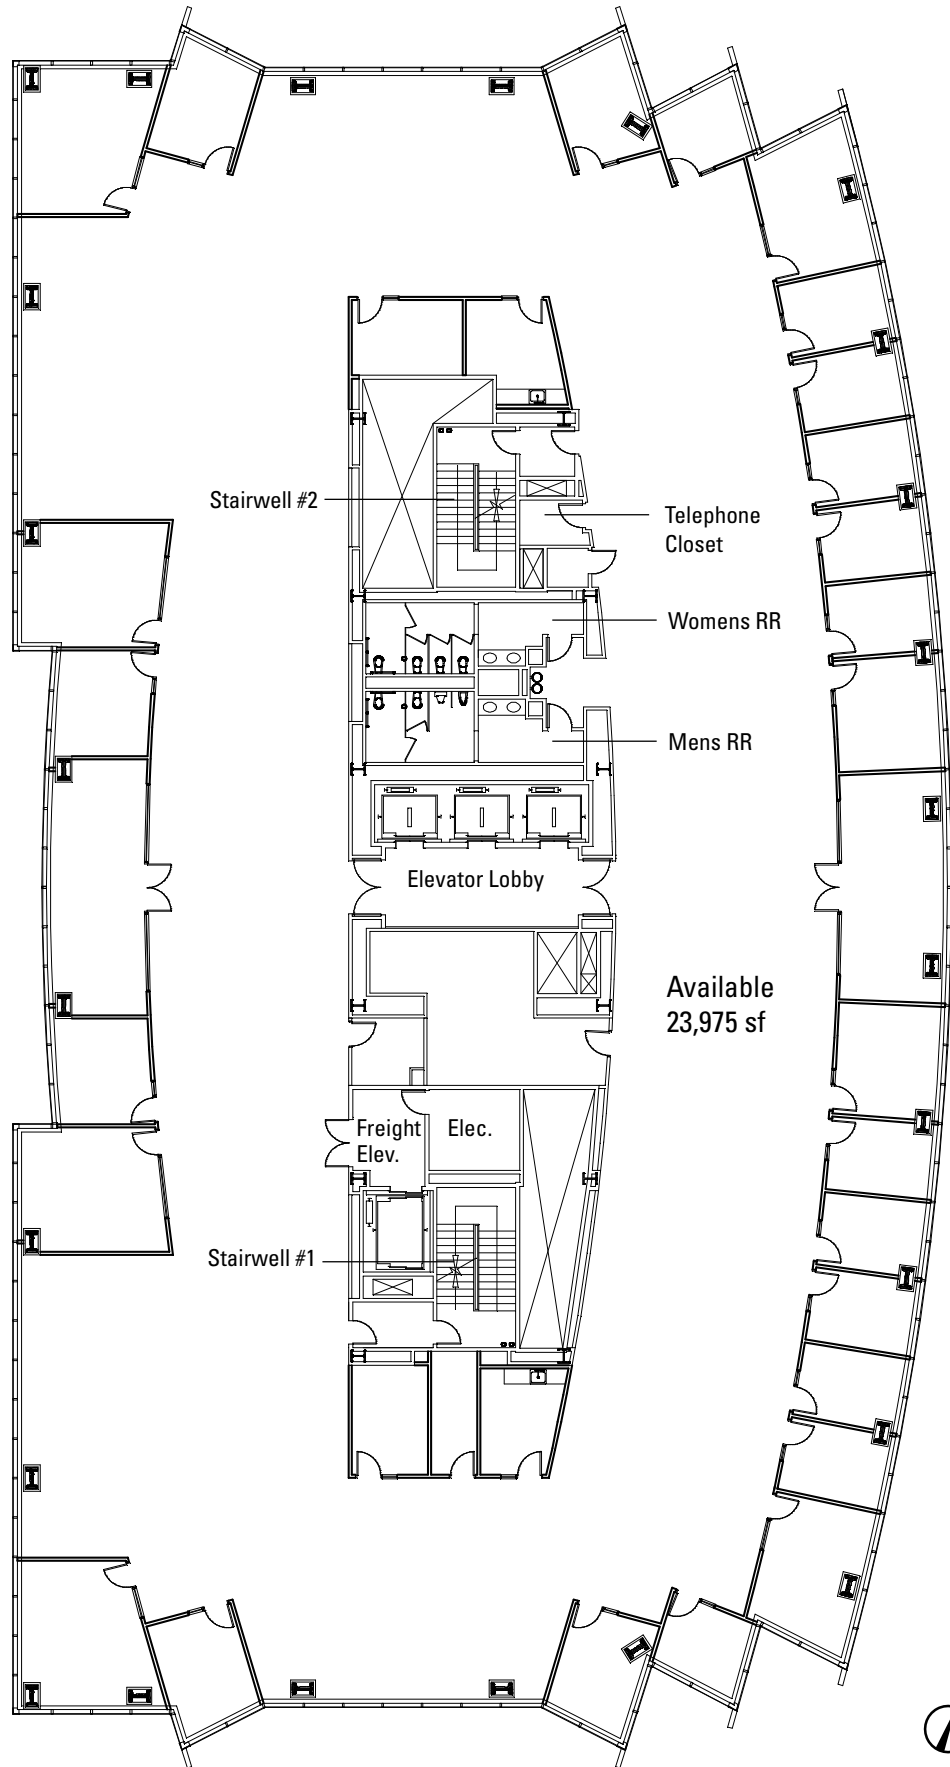 Stairwell #2
Telephone
Closet
Womens RR
Mens RR
Elevator Lobby
Available
23,975 sf
Freight
Elev.
Elec.
Stairwell #1